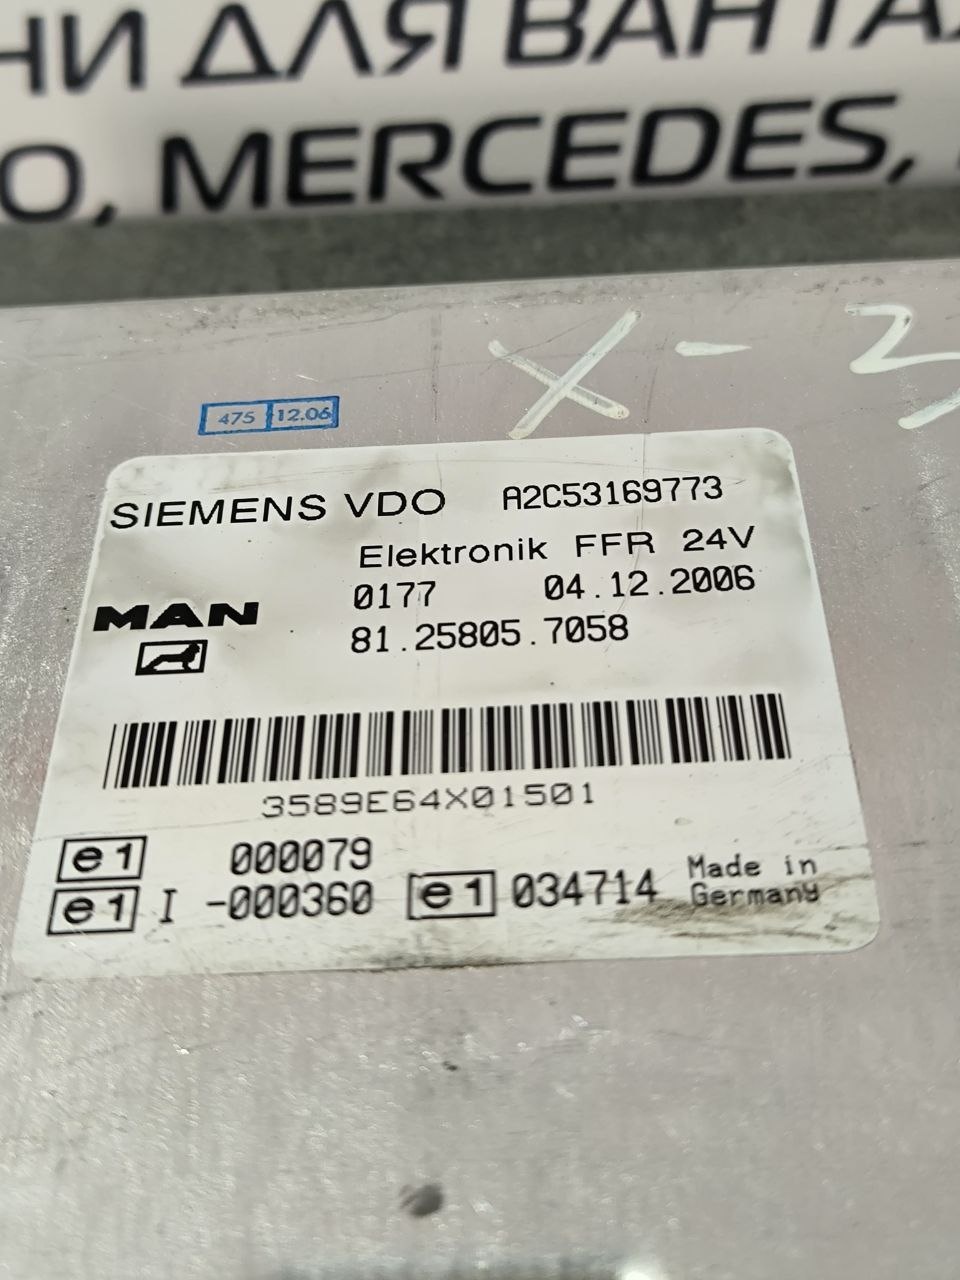 НИ ДЛЯ ВАНТА
O, MERCEDES,
X - 3
475 12.06
SIEMENS VDO A2C53169773
Elektronik FFR 24V
0177 04.12.2006
MAN
81.25805.7058
3589E64X01501
e1 000079
e1 I -000360 e1 034714 Made in Germany